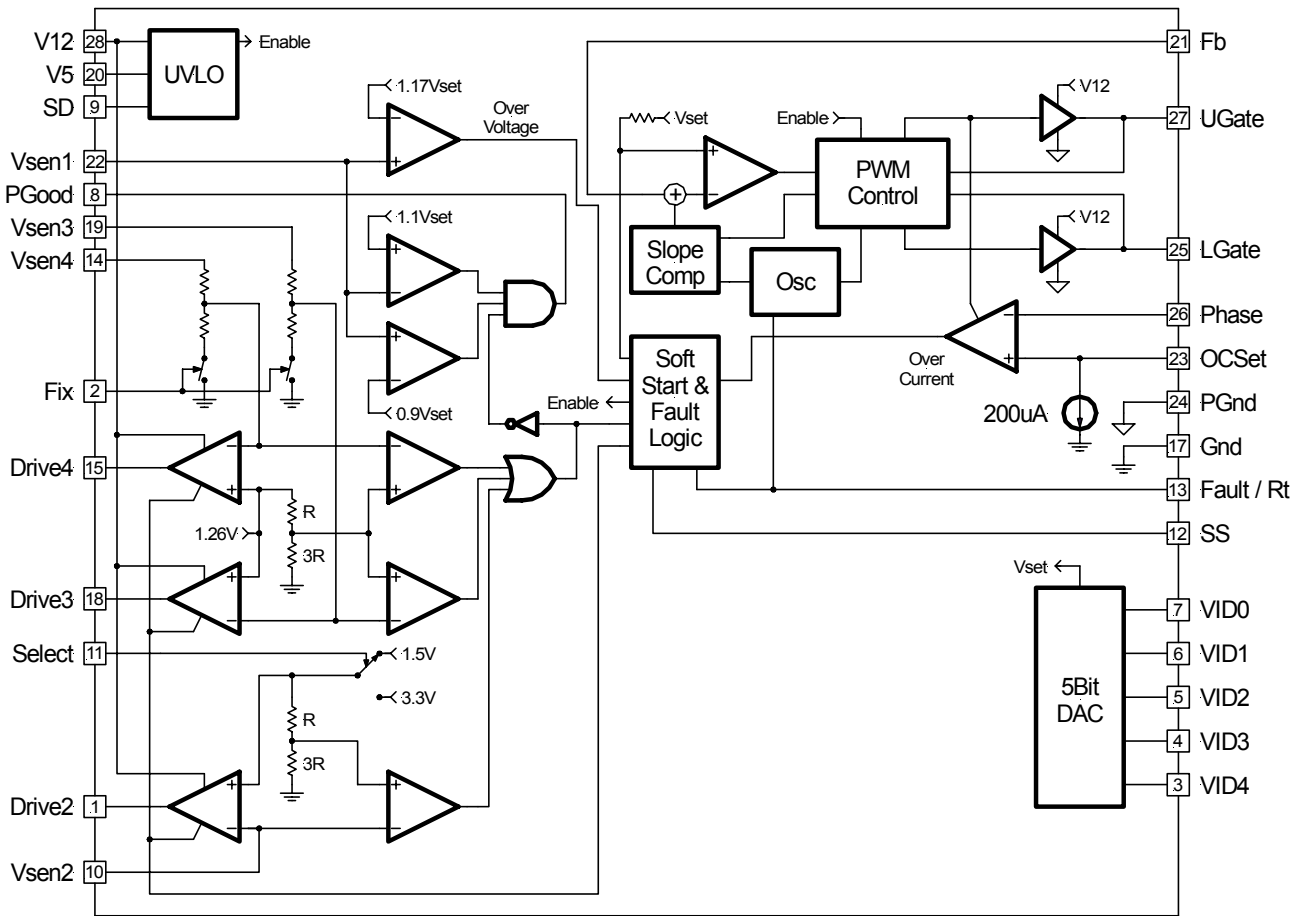 V12 28
V5 20
SD 9
Vsen1 22
PGood 8
Vsen3 19
Vsen4 14
Fix 2
Drive4 15
Drive3 18
Select 11
Drive2 1
Vsen2 10
UVLO
Enable
1.17Vset
Over
Voltage
+
1.1Vset
+
−
−
+
−
0.9Vset
−
+
−
+
R
3R
1.26V
+
−
+
−
1.5V
3.3V
R
3R
+
−
+
−
Vset
+
+
−
Slope
Comp
Enable
PWM
Control
Osc
V12
V12
Soft
Start &
Fault
Logic
Enable
Over
Current
−
+
200uA
Vset
5Bit
DAC
21 Fb
27 UGate
25 LGate
26 Phase
23 OCSet
24 PGnd
17 Gnd
13 Fault / Rt
12 SS
7 VID0
6 VID1
5 VID2
4 VID3
3 VID4